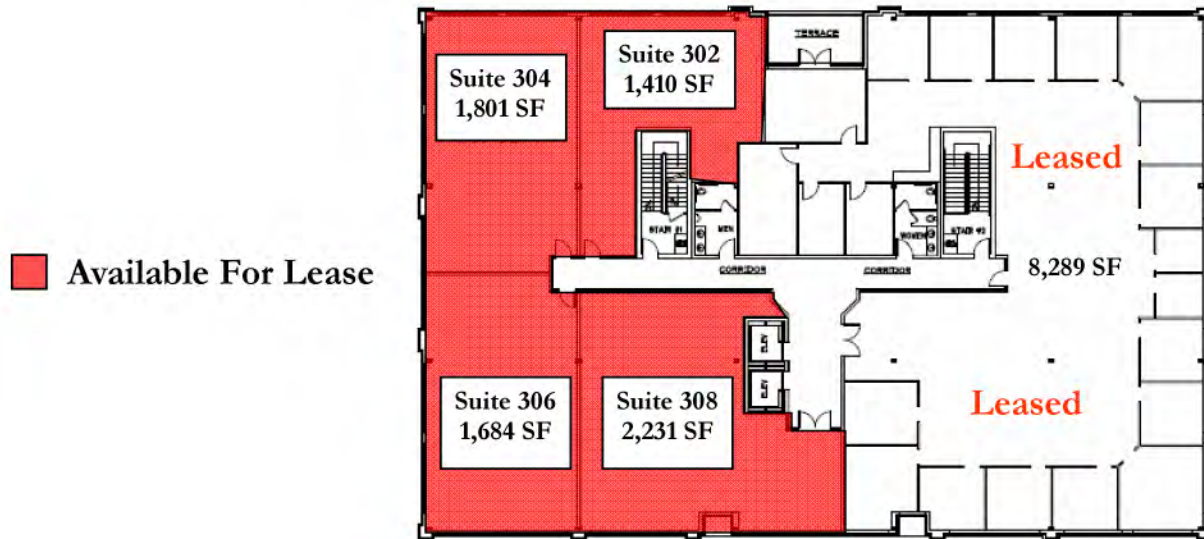 TERRACE
Suite 304
1,801 SF
Suite 302
1,410 SF
Leased
STAIR #1
MEN
WOMEN
STAIR #2
Available For Lease
CORRIDOR
CORRIDOR
8,289 SF
ELEV
ELEV
Suite 306
1,684 SF
Suite 308
2,231 SF
Leased